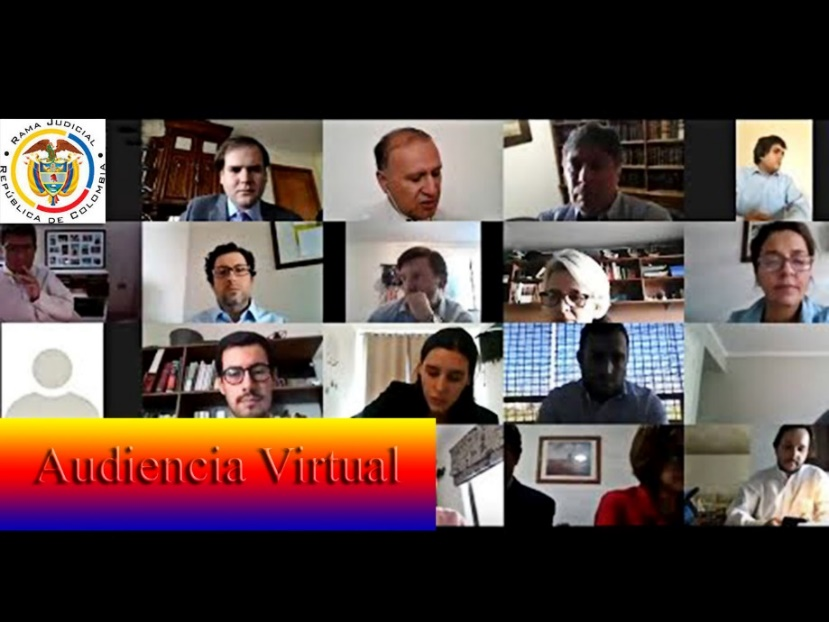 RAMA JUDICIAL
REPÚBLICA DE COLOMBIA
Audiencia Virtual